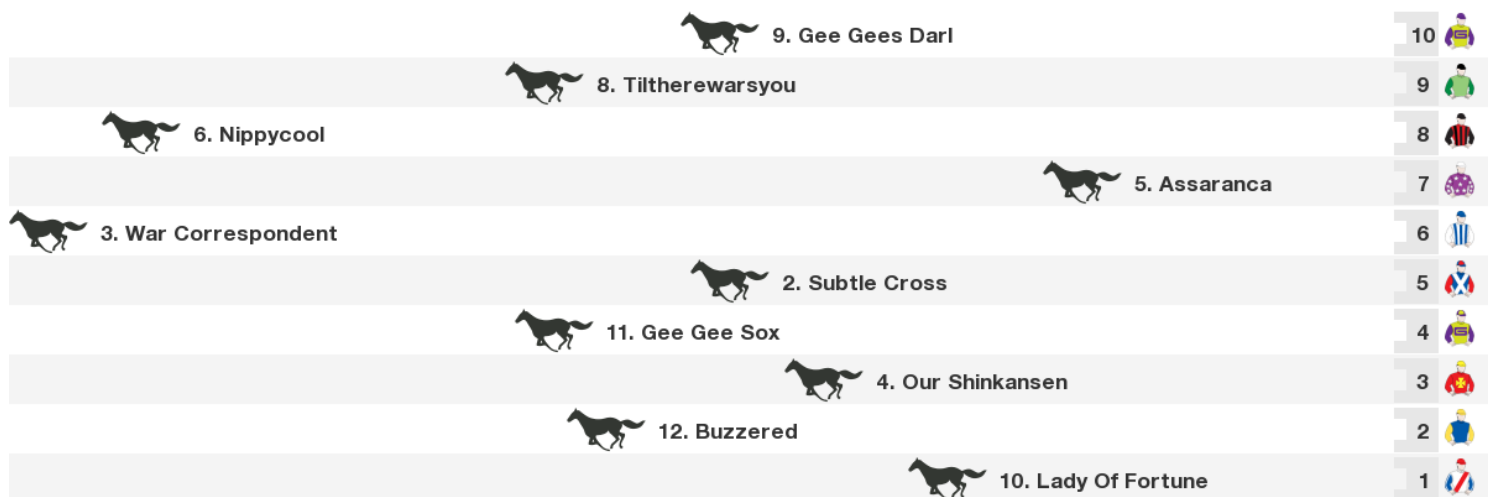 9. Gee Gees Darl 10
8. Tiltherewarsyou 9
6. Nippycool 8
5. Assaranca 7
3. War Correspondent 6
2. Subtle Cross 5
11. Gee Gee Sox 4
4. Our Shinkansen 3
12. Buzzered 2
10. Lady Of Fortune 1